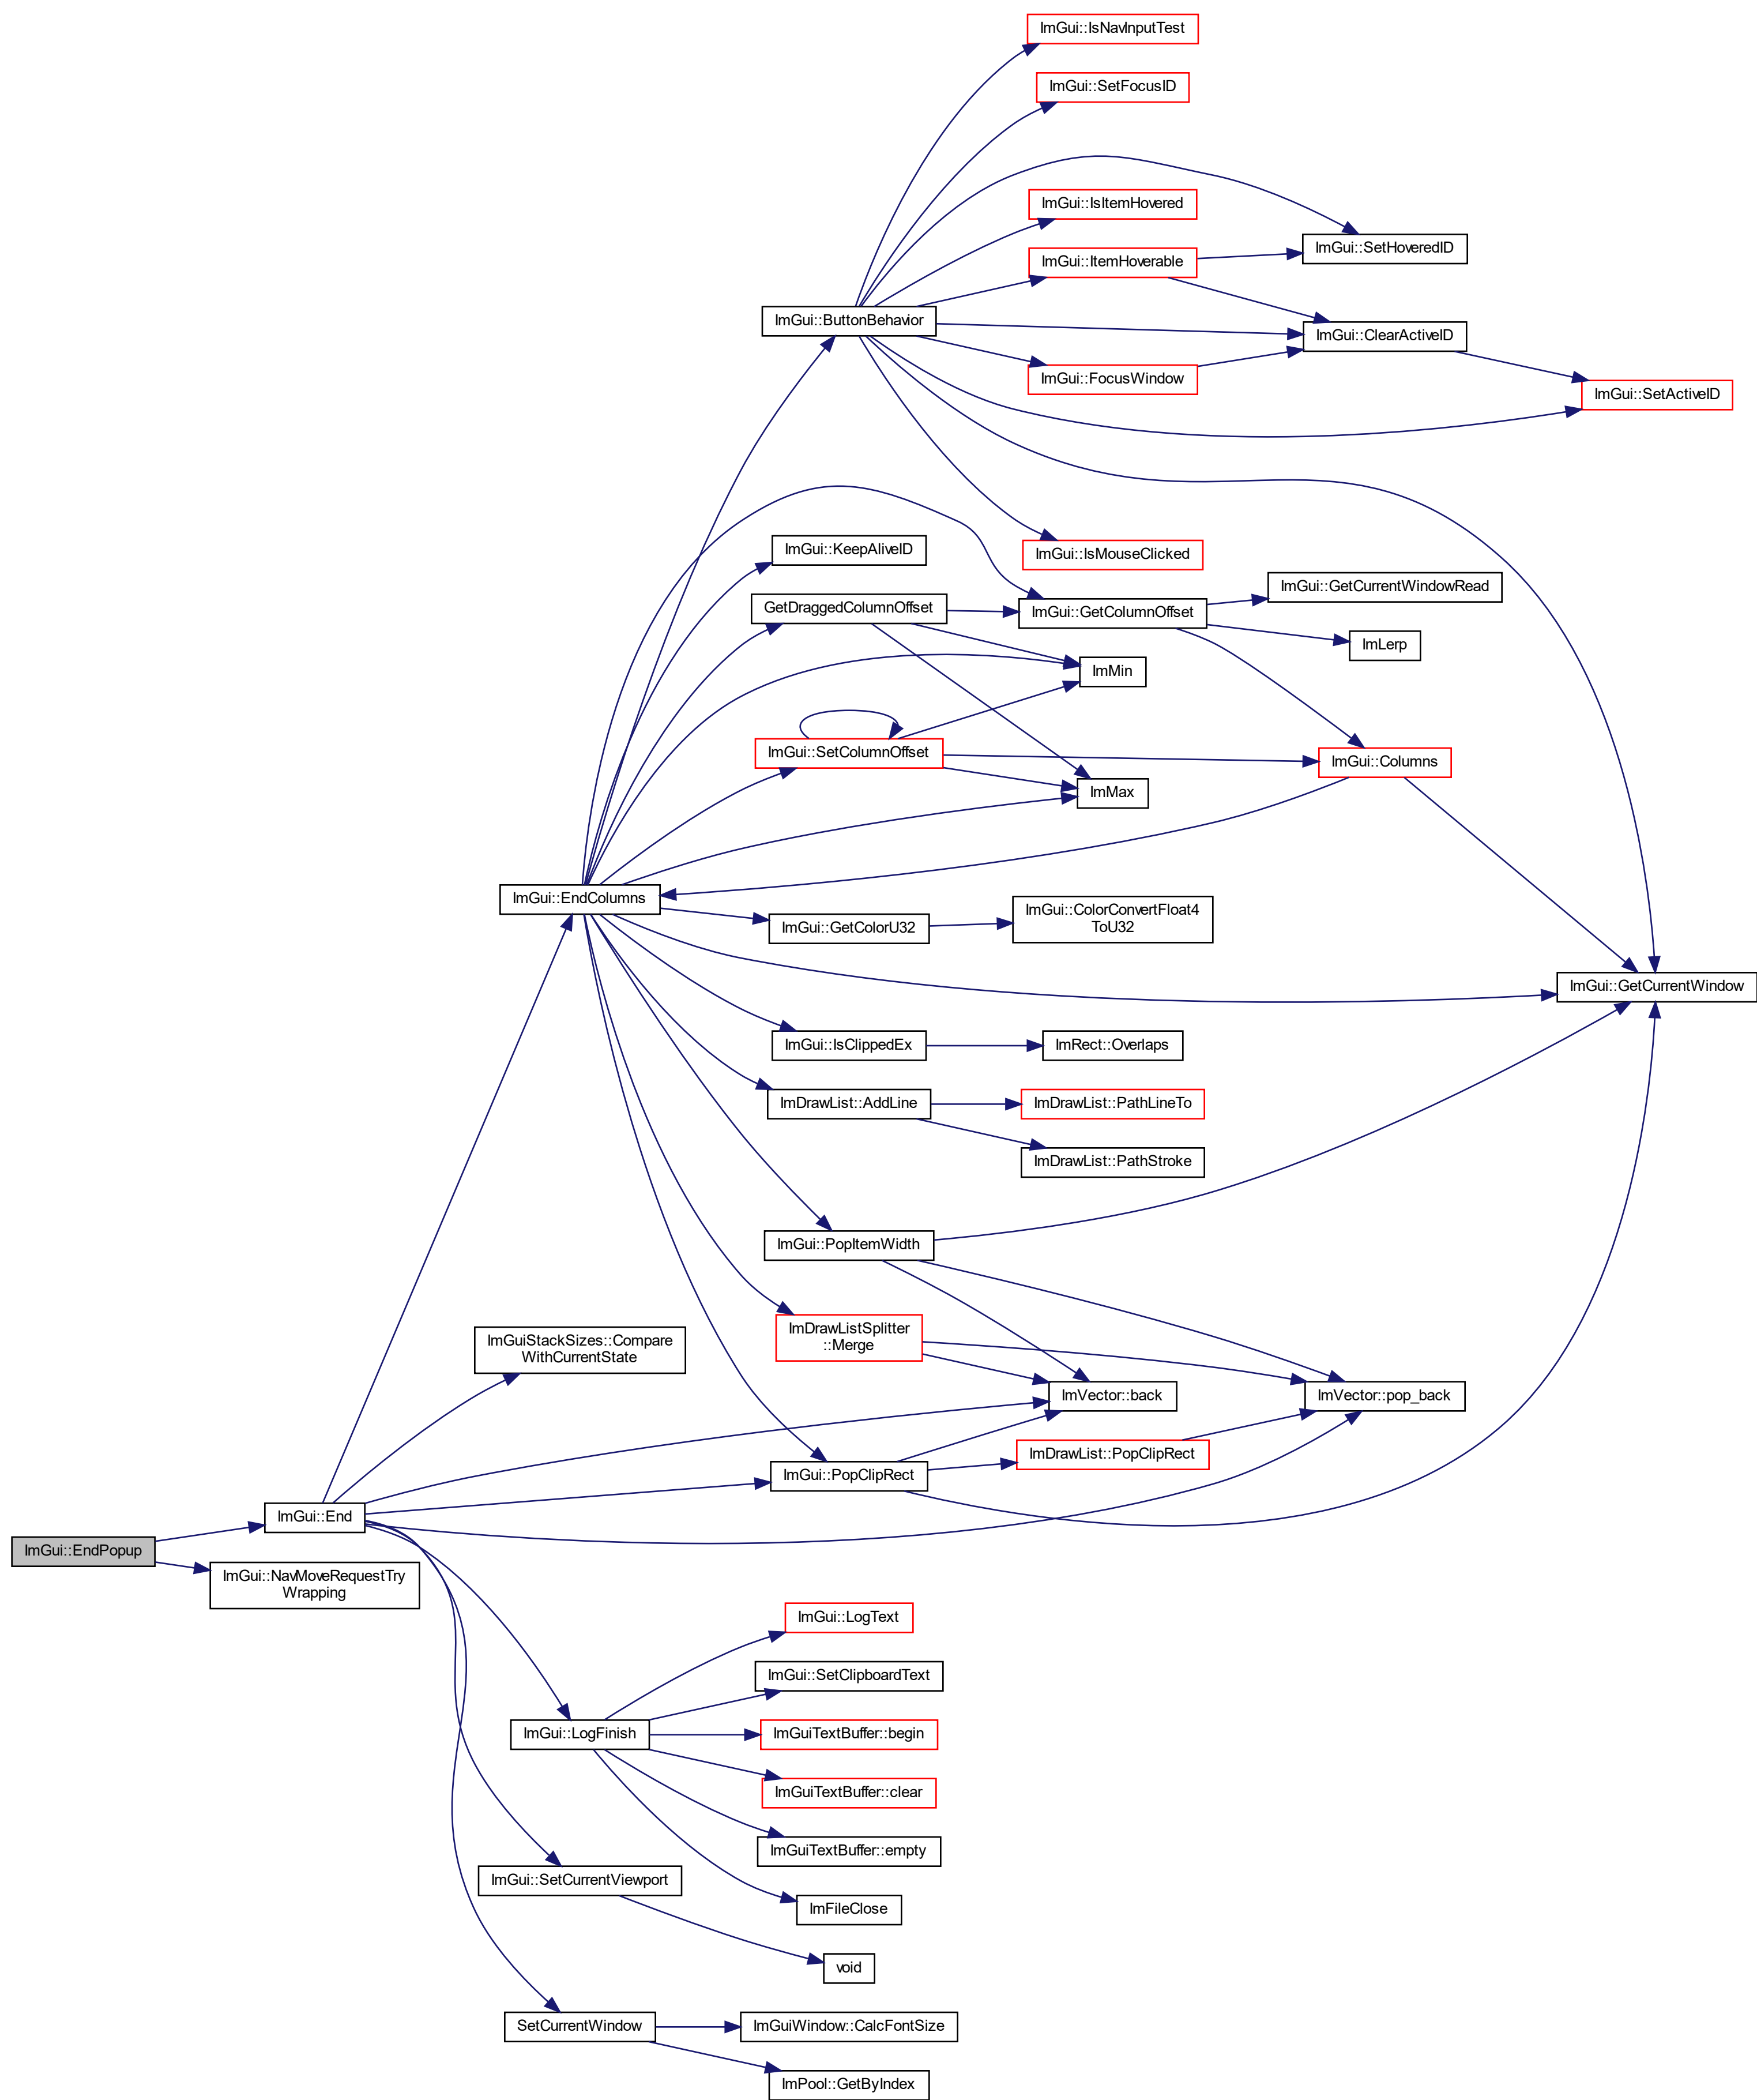 ImGui::IsNavInputTest
ImGui::SetFocusID
ImGui::IsItemHovered
ImGui::SetHoveredID
ImGui::ItemHoverable
ImGui::ButtonBehavior
ImGui::ClearActiveID
ImGui::FocusWindow
ImGui::SetActiveID
ImGui::KeepAliveID
ImGui::IsMouseClicked
ImGui::GetCurrentWindowRead
GetDraggedColumnOffset
ImGui::GetColumnOffset
ImLerp
ImMin
ImGui::SetColumnOffset
ImGui::Columns
ImMax
ImGui::EndColumns
ImGui::GetColorU32
ImGui::ColorConvertFloat4
ToU32
ImGui::GetCurrentWindow
ImGui::IsClippedEx
ImRect::Overlaps
ImDrawList::AddLine
ImDrawList::PathLineTo
ImDrawList::PathStroke
ImGui::PopItemWidth
ImDrawListSplitter
::Merge
ImGuiStackSizes::Compare
WithCurrentState
ImVector::back
ImVector::pop_back
ImDrawList::PopClipRect
ImGui::PopClipRect
ImGui::End
ImGui::EndPopup
ImGui::NavMoveRequestTry
Wrapping
ImGui::LogText
ImGui::SetClipboardText
ImGui::LogFinish
ImGuiTextBuffer::begin
ImGuiTextBuffer::clear
ImGuiTextBuffer::empty
ImGui::SetCurrentViewport
ImFileClose
void
SetCurrentWindow
ImGuiWindow::CalcFontSize
ImPool::GetByIndex